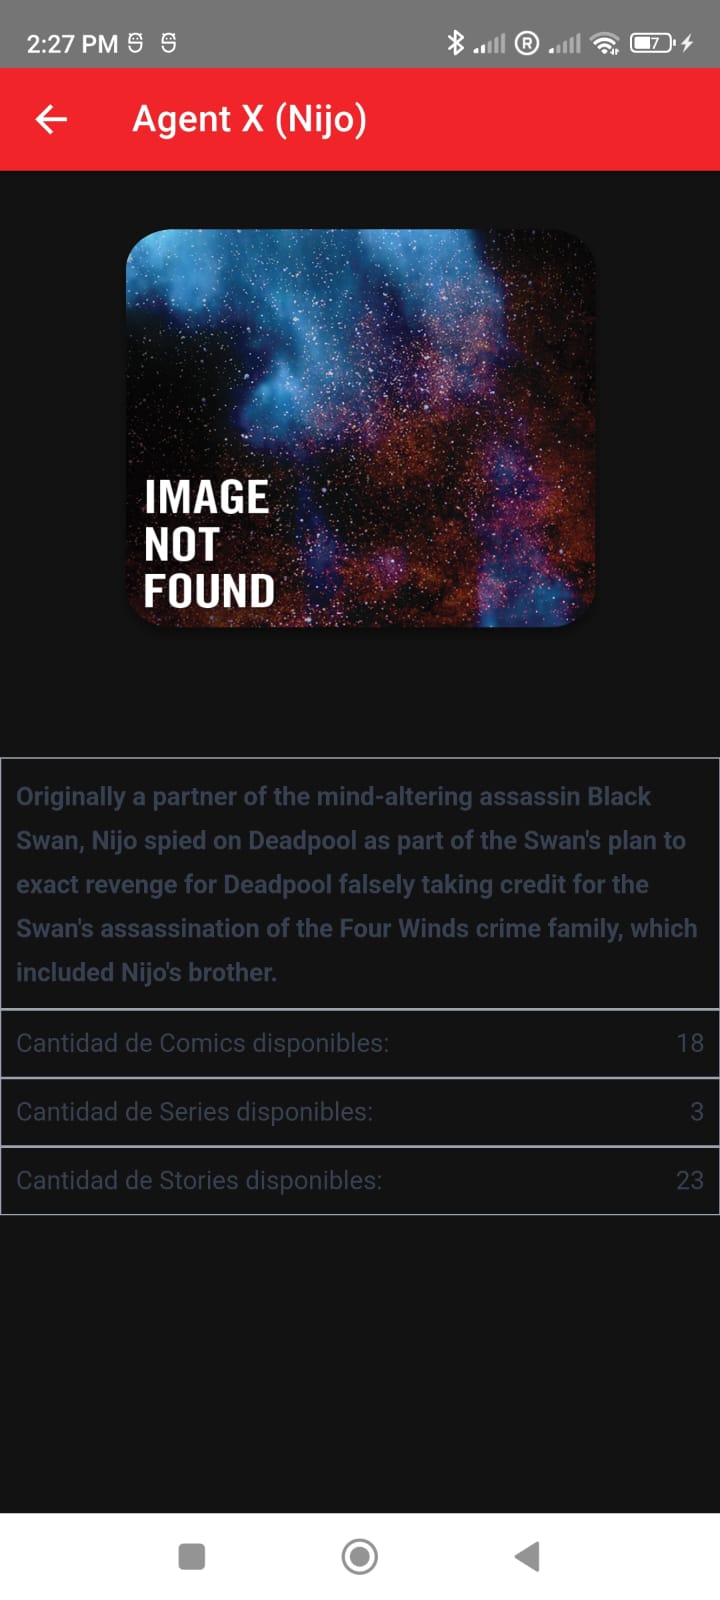 2:27 PM
R
7
Agent X (Nijo)
IMAGE
NOT
FOUND
Originally a partner of the mind-altering assassin Black
Swan, Nijo spied on Deadpool as part of the Swan's plan to
exact revenge for Deadpool falsely taking credit for the
Swan's assassination of the Four Winds crime family, which
included Nijo's brother.
Cantidad de Comics disponibles: 18
Cantidad de Series disponibles: 3
Cantidad de Stories disponibles: 23